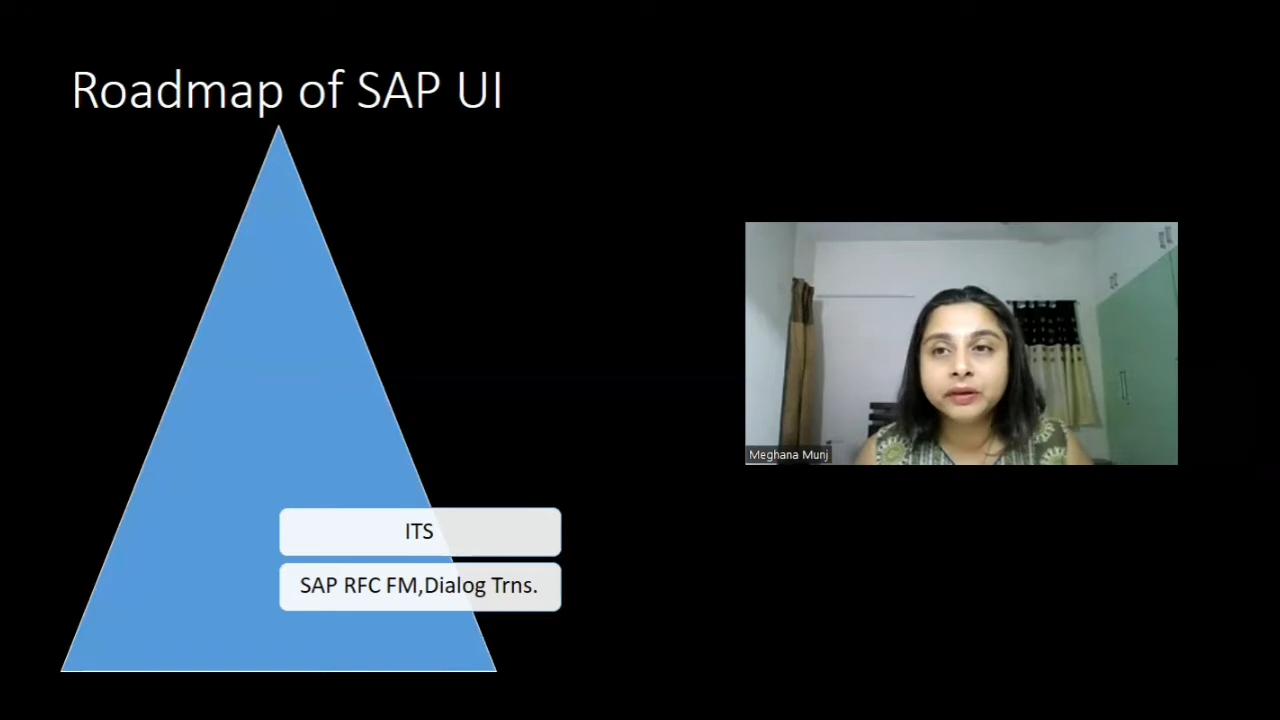 Roadmap of SAP UI
ITS
SAP RFC FM,Dialog Trns.
Meghana Munj